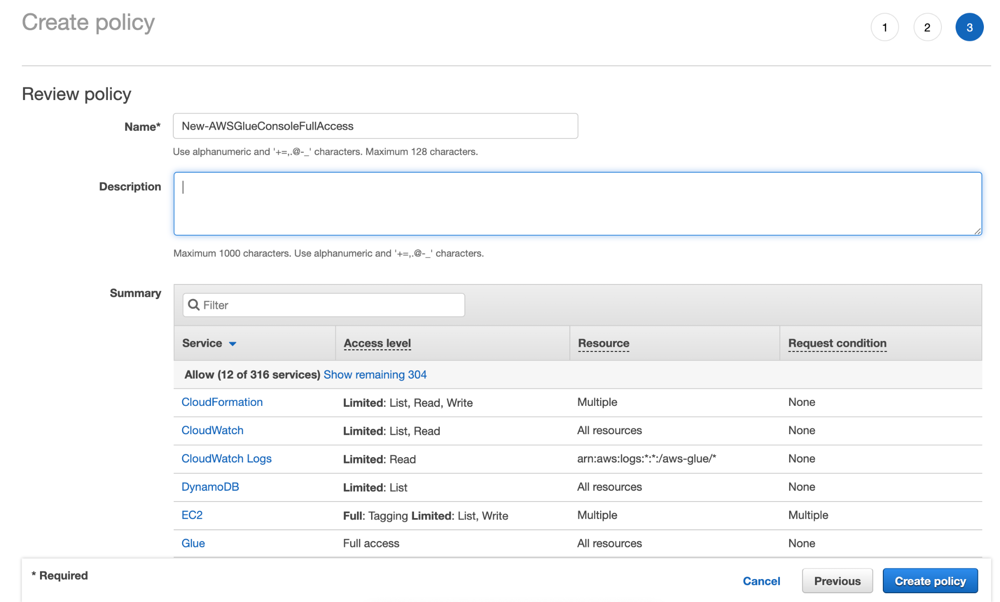 Create policy
1 2 3
Review policy
Name* New-AWSGlueConsoleFullAccess
Use alphanumeric and '+=,.@-_' characters. Maximum 128 characters.
Description
Maximum 1000 characters. Use alphanumeric and '+=,.@-_' characters.
Summary
Filter
Service Access level Resource Request condition
Allow (12 of 316 services) Show remaining 304
CloudFormation Limited: List, Read, Write Multiple None
CloudWatch Limited: List, Read All resources None
CloudWatch Logs Limited: Read arn:aws:logs:*:*:/aws-glue/* None
DynamoDB Limited: List All resources None
EC2 Full: Tagging Limited: List, Write Multiple Multiple
Glue Full access All resources None
* Required
Cancel Previous Create policy